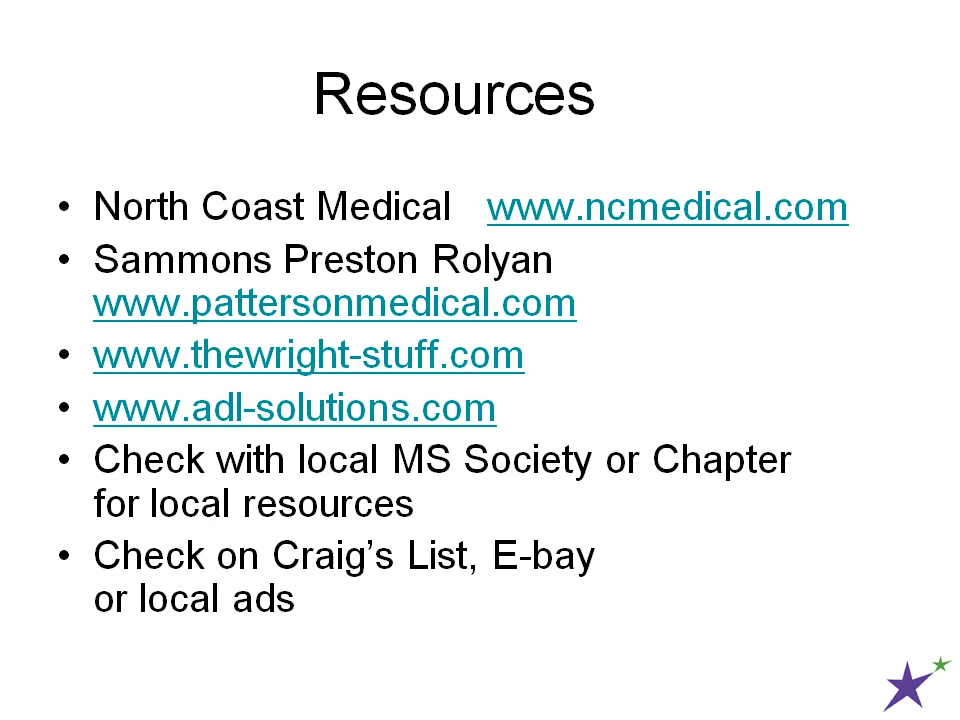 Resources
• North Coast Medical www.ncmedical.com
• Sammons Preston Rolyan
www.pattersonmedical.com
• www.thewright-stuff.com
• www.adl-solutions.com
• Check with local MS Society or Chapter
for local resources
• Check on Craig’s List, E-bay
or local ads